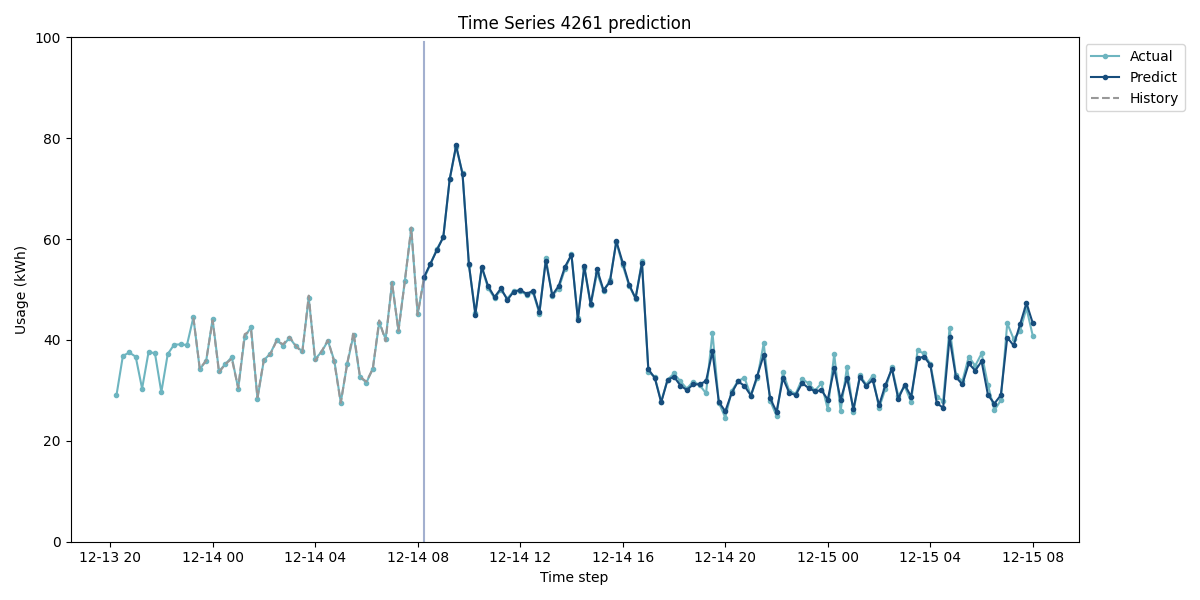 Time Series 4261 prediction
100
80
60
40
20
0
Usage (kWh)
12-13 20
12-14 00
12-14 04
12-14 08
12-14 12
12-14 16
12-14 20
12-15 00
12-15 04
12-15 08
Time step
Actual
Predict
History